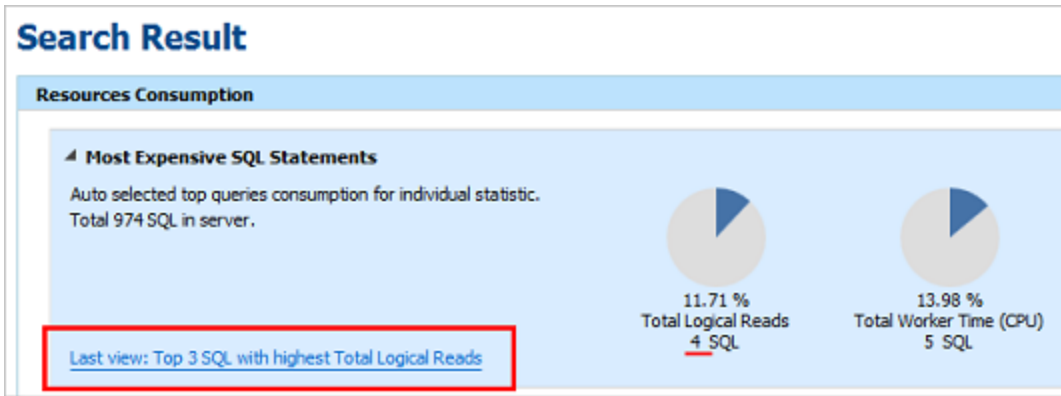 Search Result
Resources Consumption
Most Expensive SQL Statements
Auto selected top queries consumption for individual statistic.
Total 974 SQL in server.
11.71 %
Total Logical Reads
4 SQL
13.98 %
Total Worker Time (CPU)
5 SQL
Last view: Top 3 SQL with highest Total Logical Reads